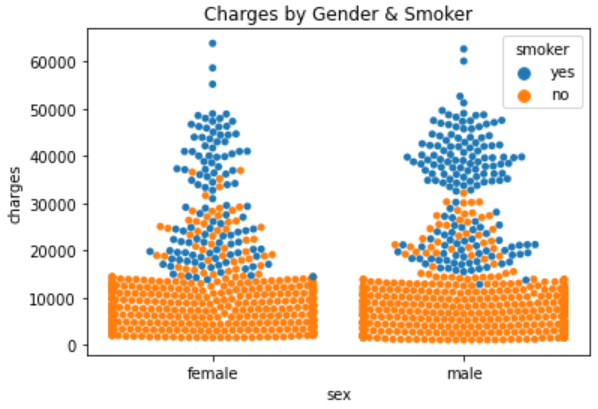 Charges by Gender & Smoker
smoker
yes
no
60000
50000
40000
30000
20000
10000
0
charges
female
male
sex